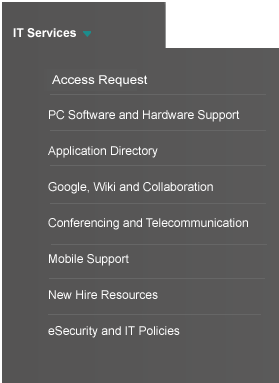 IT Services
Access Request
PC Software and Hardware Support
Application Directory
Google, Wiki and Collaboration
Conferencing and Telecommunication
Mobile Support
New Hire Resources
eSecurity and IT Policies